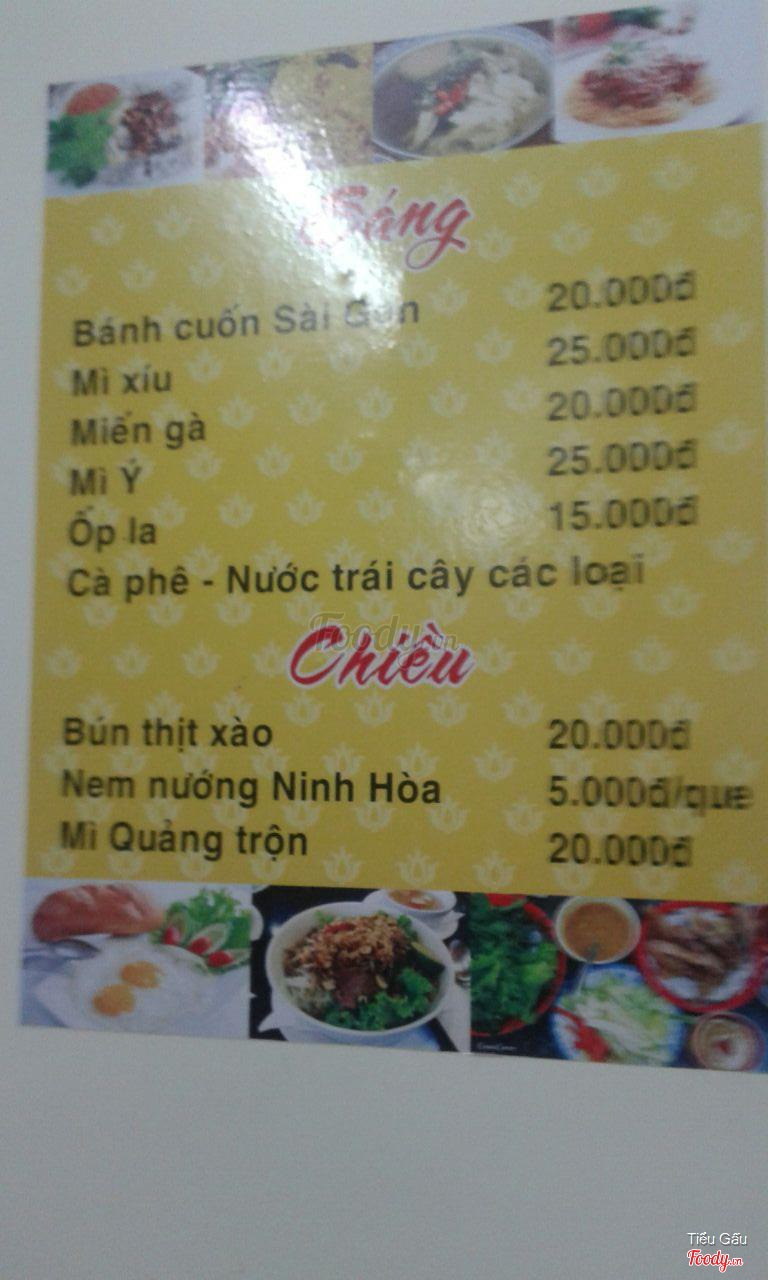 Sáng
Bánh cuốn Sài Gòn 20.000đ
Mì xíu 25.000đ
Miến gà 20.000đ
Mì Ý 25.000đ
Ốp la 15.000đ
Cà phê - Nước trái cây các loại
Foody.vn
Chiều
Bún thịt xào 20.000đ
Nem nướng Ninh Hòa 5.000đ/que
Mì Quảng trộn 20.000đ
Tiểu Gấu
Foody.vn